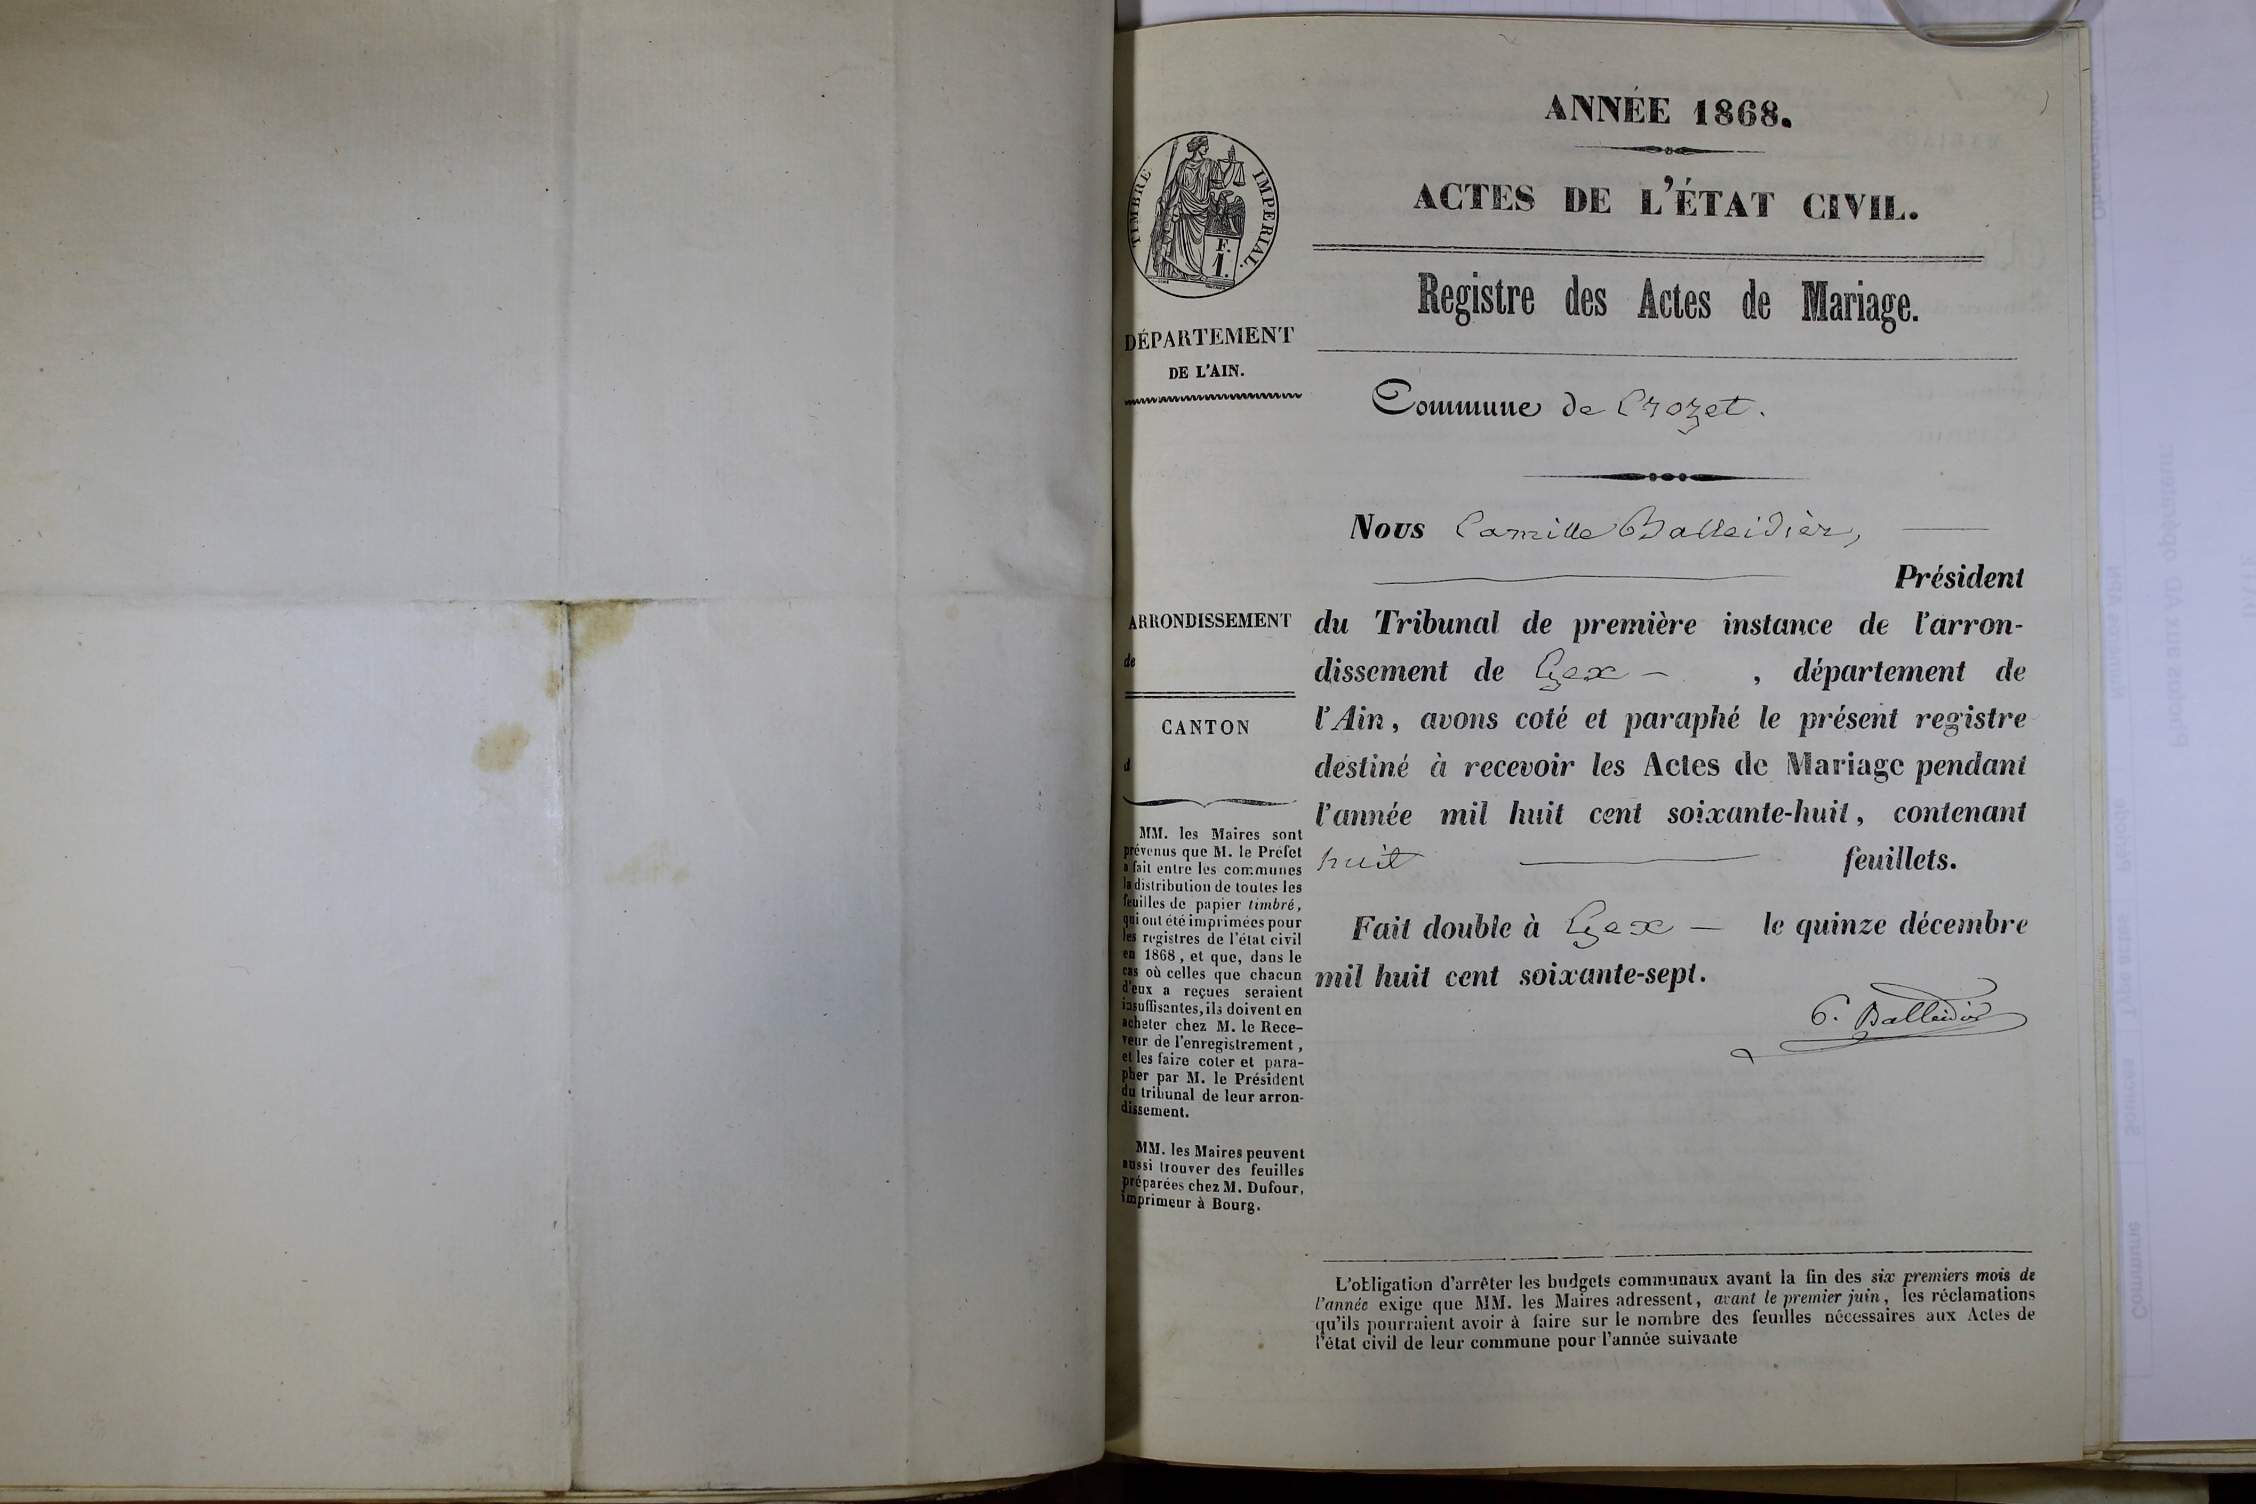 ANNÉE 1868.
ACTES DE L'ÉTAT CIVIL.
Registre des Actes de Mariage.
Commune de Crozet.
Nous Camille Balleidier,
Président
du Tribunal de première instance de l'arron-
dissement de Gex , département de
l'Ain, avons coté et paraphé le présent registre
destiné à recevoir les Actes de Mariage pendant
l'année mil huit cent soixante-huit, contenant
huit feuillets.
Fait double à Gex le quinze décembre
mil huit cent soixante-sept.
C. Balleidier
TIMBRE IMPÉRIAL.
F.
1.
DÉPARTEMENT
DE L'AIN.
ARRONDISSEMENT
de
CANTON
d
MM. les Maires sont
prévenus que M. le Préfet
a fait entre les communes
la distribution de toutes les
feuilles de papier timbré,
qui ont été imprimées pour
les registres de l'état civil
en 1868, et que, dans le
cas où celles que chacun
d'eux a reçues seraient
insuffisantes, ils doivent en
acheter chez M. le Rece-
veur de l'enregistrement,
et les faire coter et para-
pher par M. le Président
du tribunal de leur arron-
dissement.
MM. les Maires peuvent
aussi trouver des feuilles
préparées chez M. Dufour,
imprimeur à Bourg.
L'obligation d'arrêter les budgets communaux avant la fin des six premiers mois de
l'année exige que MM. les Maires adressent, avant le premier juin, les réclamations
qu'ils pourraient avoir à faire sur le nombre des feuilles nécessaires aux Actes de
l'état civil de leur commune pour l'année suivante